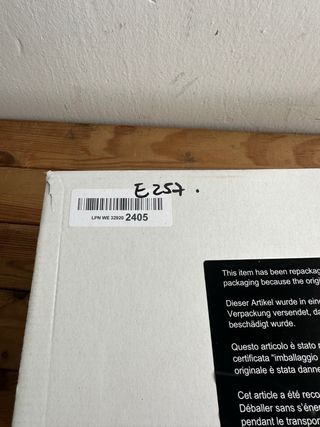 E257.
LPN WE 32920 2405
This item has been repackag
packaging because the origi
Dieser Artikel wurde in eine
Verpackung versendet, da
beschädigt wurde.
Questo articolo è stato r
certificata "imballaggio
originale è stata danne
Cet article a été reco
Déballer sans s'éne
pendant le transpor